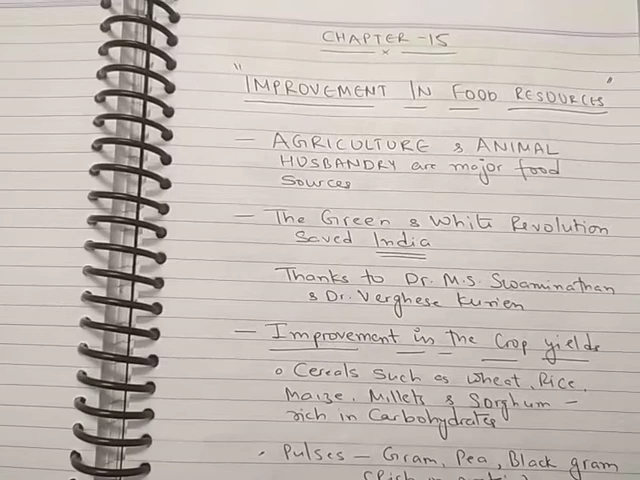 CHAPTER -15
×
"IMPROVEMENT IN FOOD RESOURCES"
— AGRICULTURE & ANIMAL
HUSBANDRY are major food
Sources
— The Green & White Revolution
Saved India
Thanks to Dr. M.S. Swaminathan
& Dr. Verghese Kurien
— Improvement in the Crop yields
o Cereals Such as wheat, Rice,
Maize, Millets & Sorghum –
rich in Carbohydrates
• Pulses – Gram, Pea, Black gram